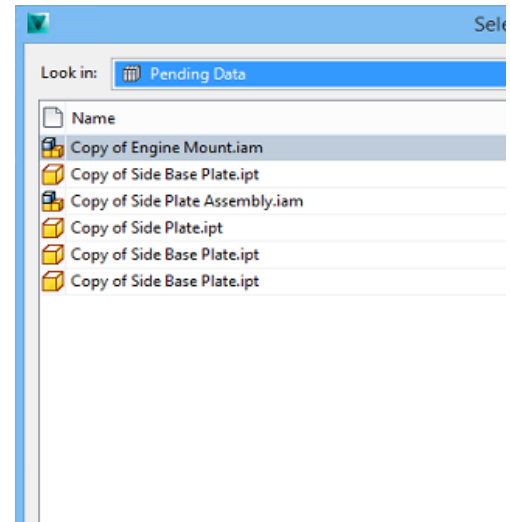 Sele
Look in: Pending Data
Name
Copy of Engine Mount.iam
Copy of Side Base Plate.ipt
Copy of Side Plate Assembly.iam
Copy of Side Plate.ipt
Copy of Side Base Plate.ipt
Copy of Side Base Plate.ipt